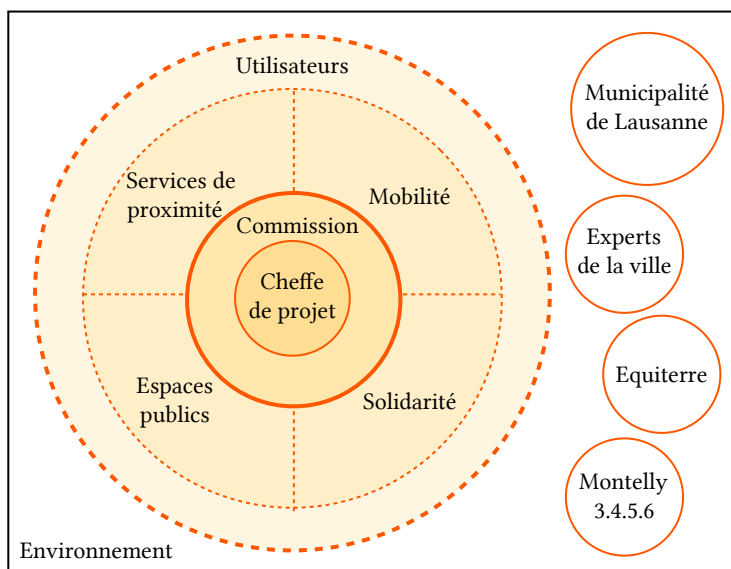 Utilisateurs
Services de
proximité
Mobilité
Commission
Cheffe
de projet
Espaces
publics
Solidarité
Environnement
Municipalité
de Lausanne
Experts
de la ville
Equiterre
Montelly
3.4.5.6